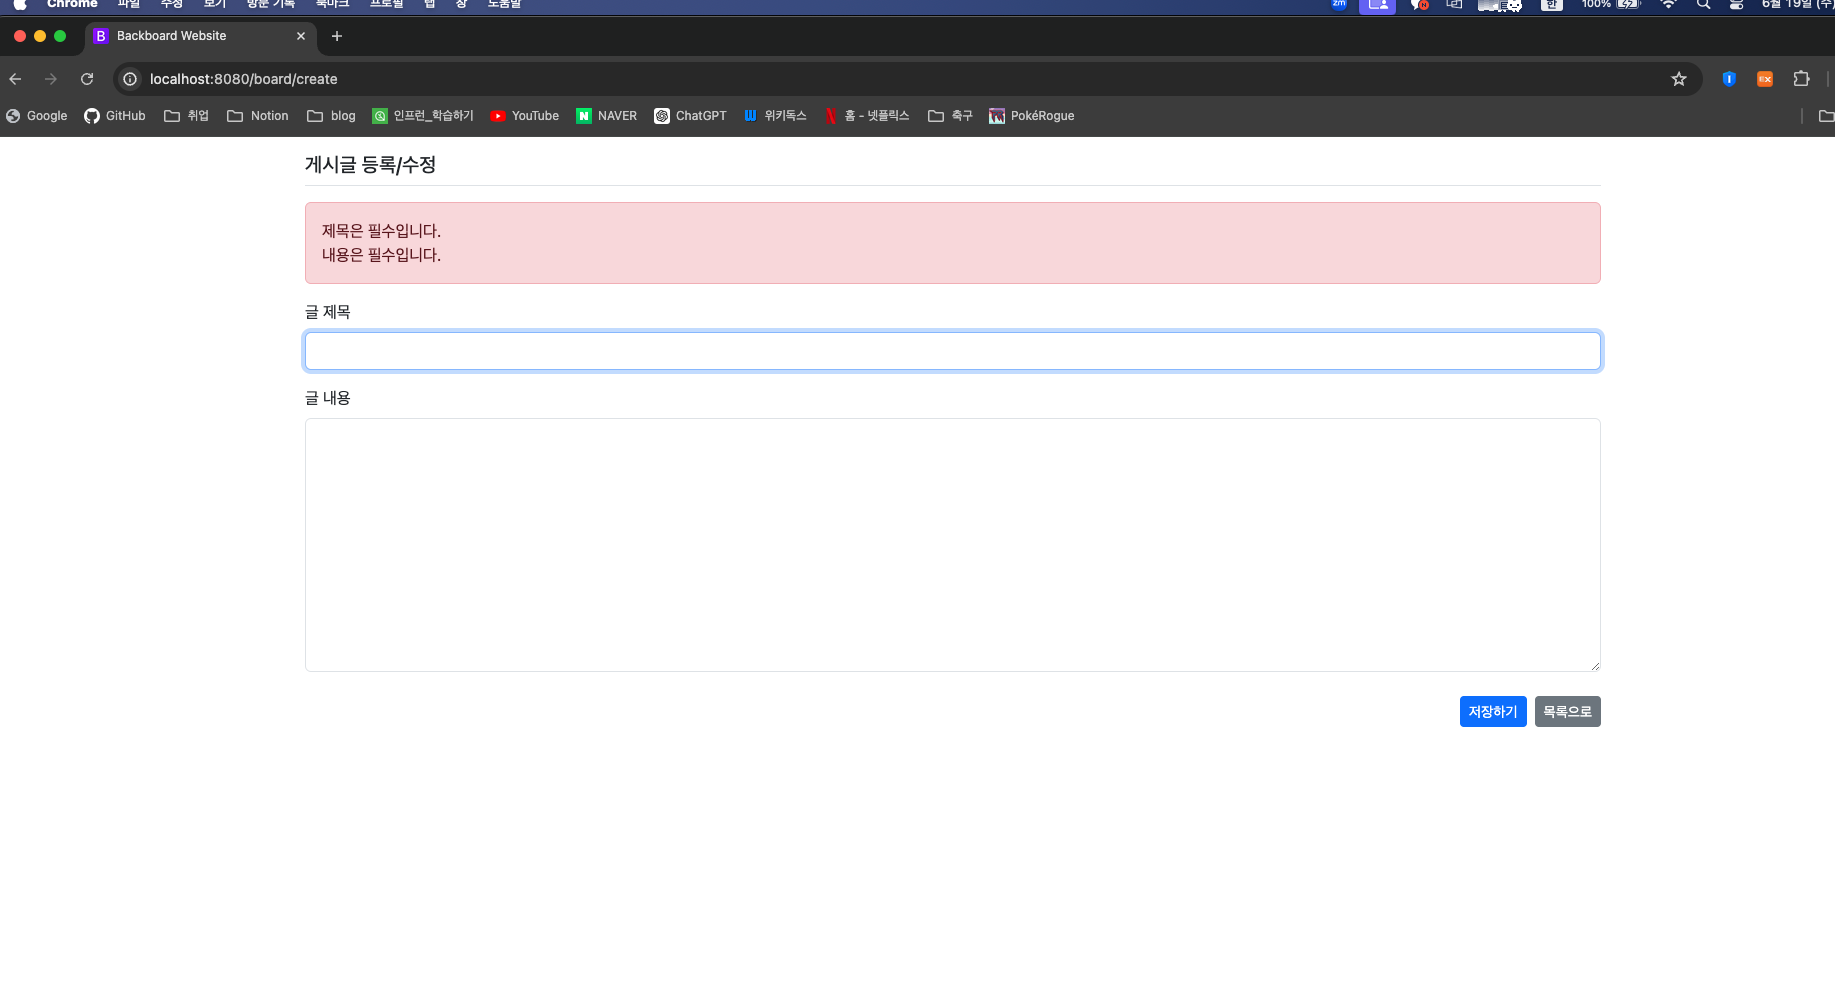 Chrome 파일 수정 보기 방문 기록 북마크 프로필 탭 창 도움말 zm 한 100% 6월 19일 (수)
B Backboard Website
localhost:8080/board/create
Google GitHub 취업 Notion blog 인프런_학습하기 YouTube N NAVER ChatGPT W 위키독스 홈 - 넷플릭스 축구 PokéRogue
게시글 등록/수정
제목은 필수입니다.
내용은 필수입니다.
글 제목
글 내용
저장하기 목록으로